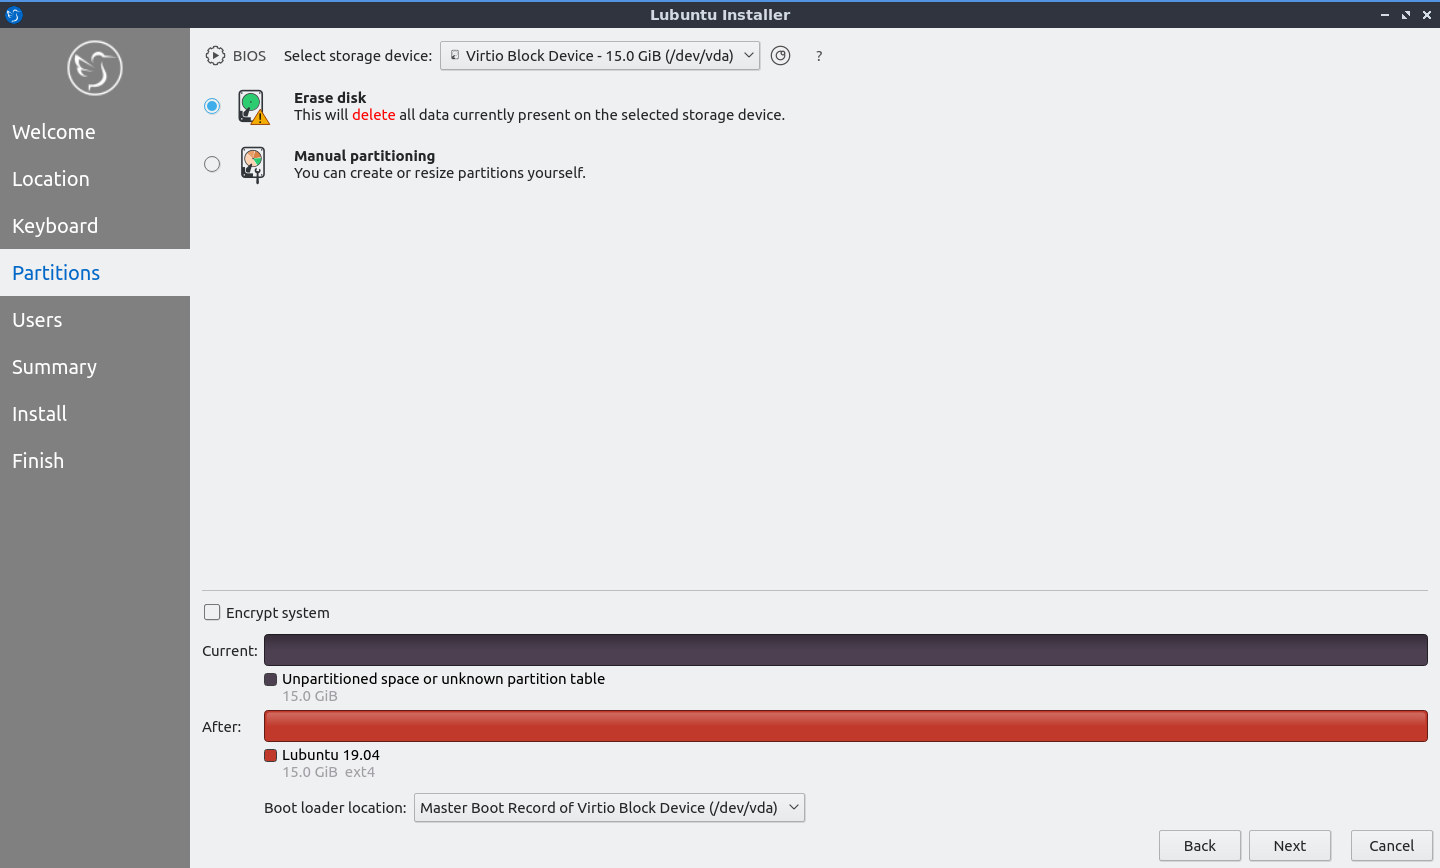 Lubuntu Installer
BIOS Select storage device: Virtio Block Device - 15.0 GiB (/dev/vda) ?
Welcome
Location
Keyboard
Partitions
Users
Summary
Install
Finish
Erase disk
This will delete all data currently present on the selected storage device.
Manual partitioning
You can create or resize partitions yourself.
Encrypt system
Current:
Unpartitioned space or unknown partition table
15.0 GiB
After:
Lubuntu 19.04
15.0 GiB ext4
Boot loader location: Master Boot Record of Virtio Block Device (/dev/vda)
Back Next Cancel